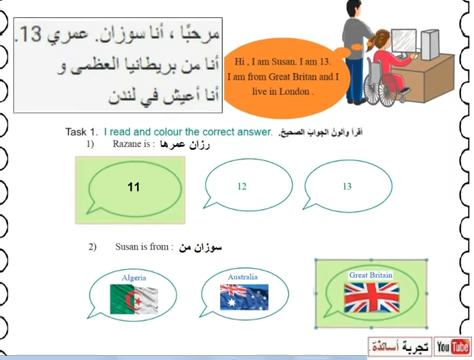 مرحبًا ، أنا سوزان. عمري 13.
أنا من بريطانيا العظمى و
أنا أعيش في لندن
Hi , I am Susan. I am 13.
I am from Great Britan and I
live in London .
Task 1. I read and colour the correct answer. أقرأ وألون الجواب الصحيح.
1) Razane is : رزان عمرها
11
12
13
2) Susan is from : سوزان من
Algeria
Australia
Great Britain
تجربة أساتذة
YouTube